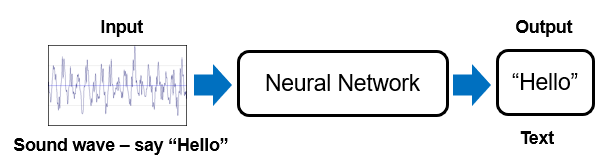 Input
Output
Neural Network
“Hello”
Sound wave – say “Hello”
Text